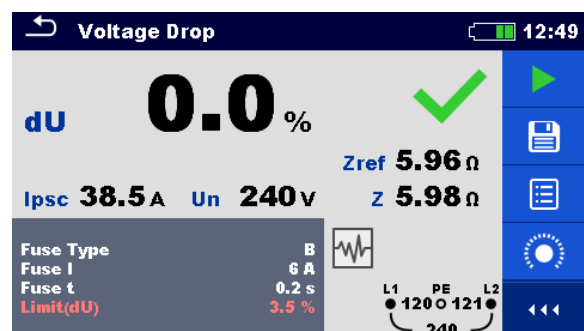 Voltage Drop 12:49
dU 0.0 %
Zref 5.96 Ω
Ipsc 38.5 A Un 240 V Z 5.98 Ω
Fuse Type B
Fuse I 6 A
Fuse t 0.2 s
Limit(dU) 3.5 %
L1 PE L2
120 121
240